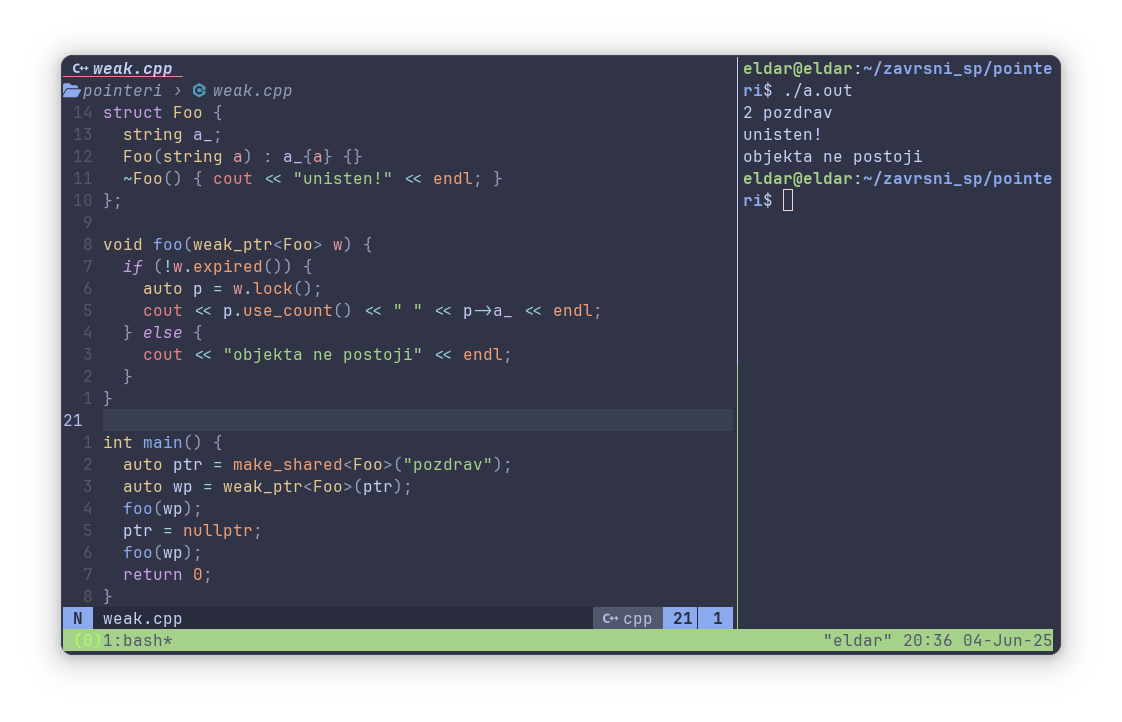 C++ weak.cpp
pointeri › weak.cpp
14 struct Foo {
13   string a_;
12   Foo(string a) : a_{a} {}
11   ~Foo() { cout << "unisten!" << endl; }
10 };
9
8 void foo(weak_ptr<Foo> w) {
7   if (!w.expired()) {
6     auto p = w.lock();
5     cout << p.use_count() << " " << p->a_ << endl;
4   } else {
3     cout << "objekta ne postoji" << endl;
2   }
1 }
21
1 int main() {
2   auto ptr = make_shared<Foo>("pozdrav");
3   auto wp = weak_ptr<Foo>(ptr);
4   foo(wp);
5   ptr = nullptr;
6   foo(wp);
7   return 0;
8 }
N weak.cpp C++ cpp 21 1
eldar@eldar:~/zavrsni_sp/pointe
ri$ ./a.out
2 pozdrav
unisten!
objekta ne postoji
eldar@eldar:~/zavrsni_sp/pointe
ri$
(0)1:bash* "eldar" 20:36 04-Jun-25